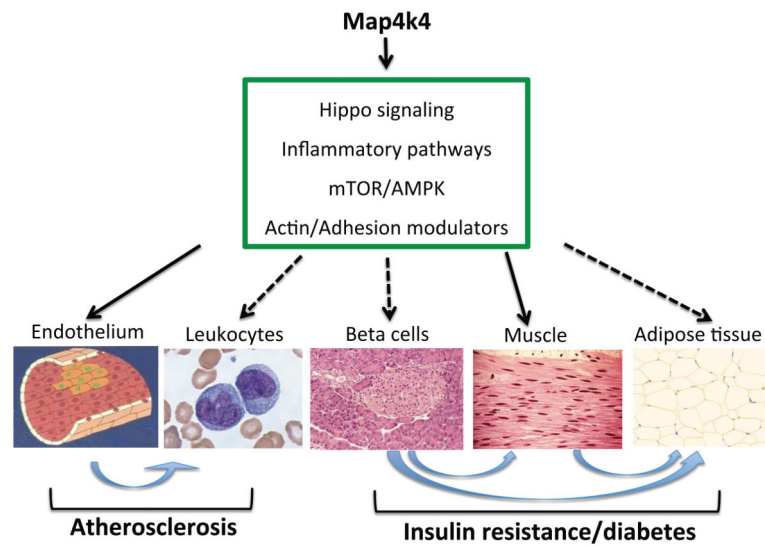 Map4k4
Hippo signaling
Inflammatory pathways
mTOR/AMPK
Actin/Adhesion modulators
Endothelium
Leukocytes
Beta cells
Muscle
Adipose tissue
Atherosclerosis
Insulin resistance/diabetes